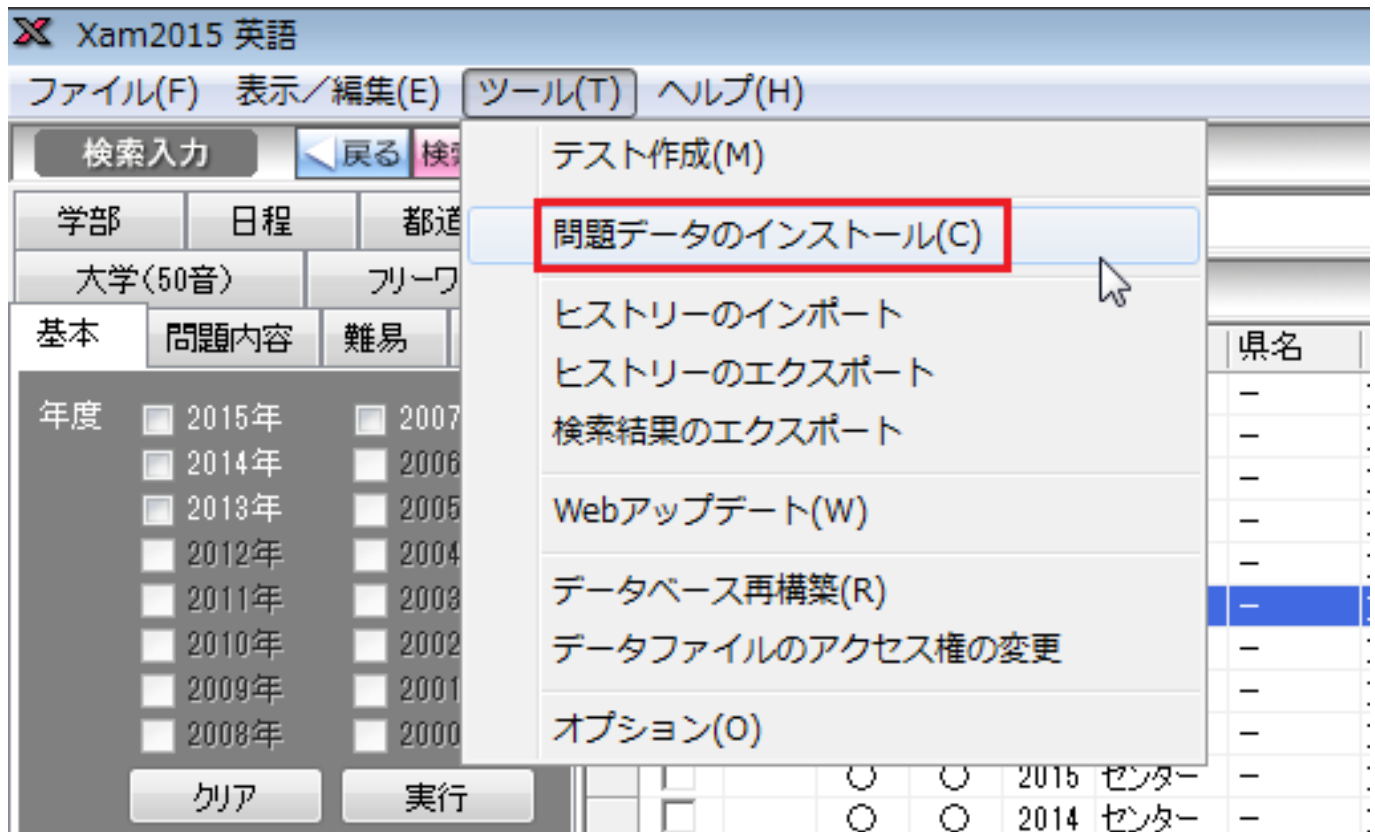 Xam2015 英語
ファイル(F) 表示／編集(E) ツール(T) ヘルプ(H)
検索入力 戻る
テスト作成(M)
学部 日程
問題データのインストール(C)
大学(50音)
ヒストリーのインポート
基本 問題内容 難易
県名
ヒストリーのエクスポート
年度 2015年 2007
検索結果のエクスポート
2014年 2006
2013年 2005
Webアップデート(W)
2012年 2004
データベース再構築(R)
2011年 2003
2010年 2002
データファイルのアクセス権の変更
2009年 2001
2008年 2000
オプション(O)
クリア 実行
○ ○ 2015 センター −
○ ○ 2014 センター −